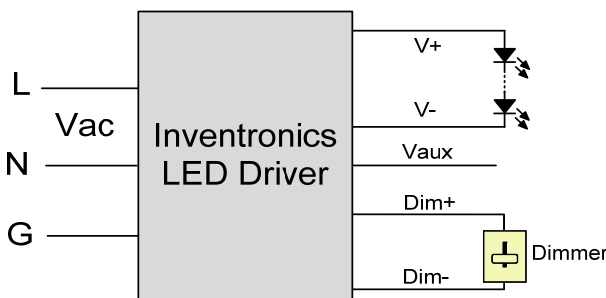 L
Vac
N
G
Inventronics
LED Driver
V+
V-
Vaux
Dim+
Dim-
Dimmer